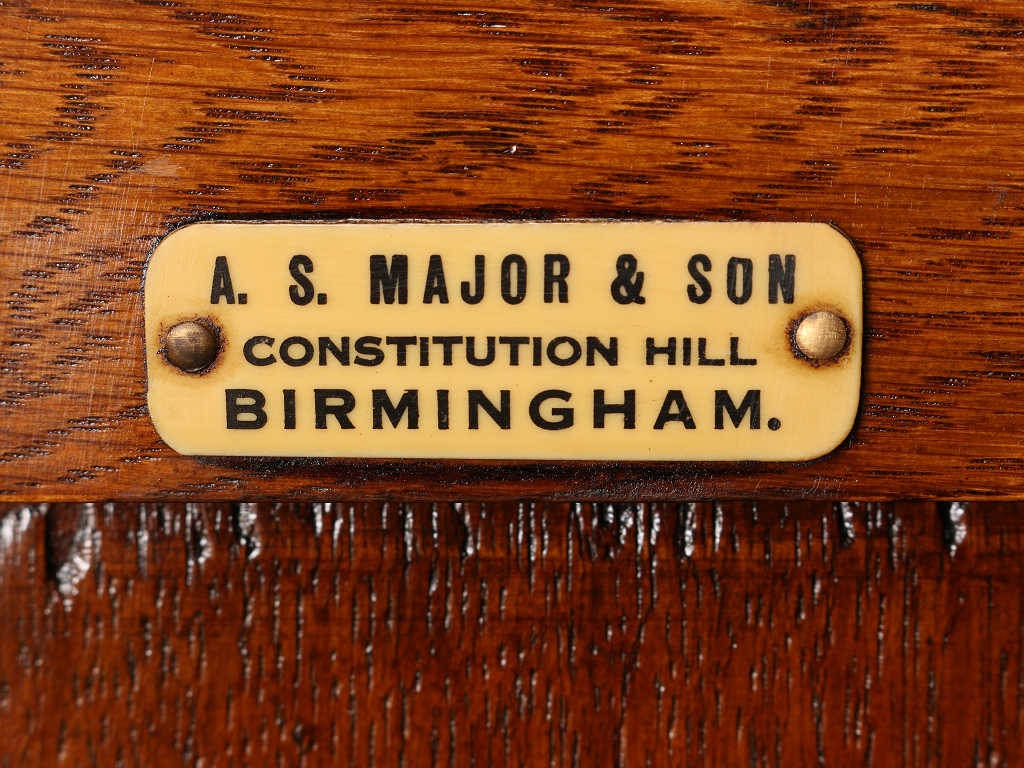 A. S. MAJOR & SON
CONSTITUTION HILL
BIRMINGHAM.